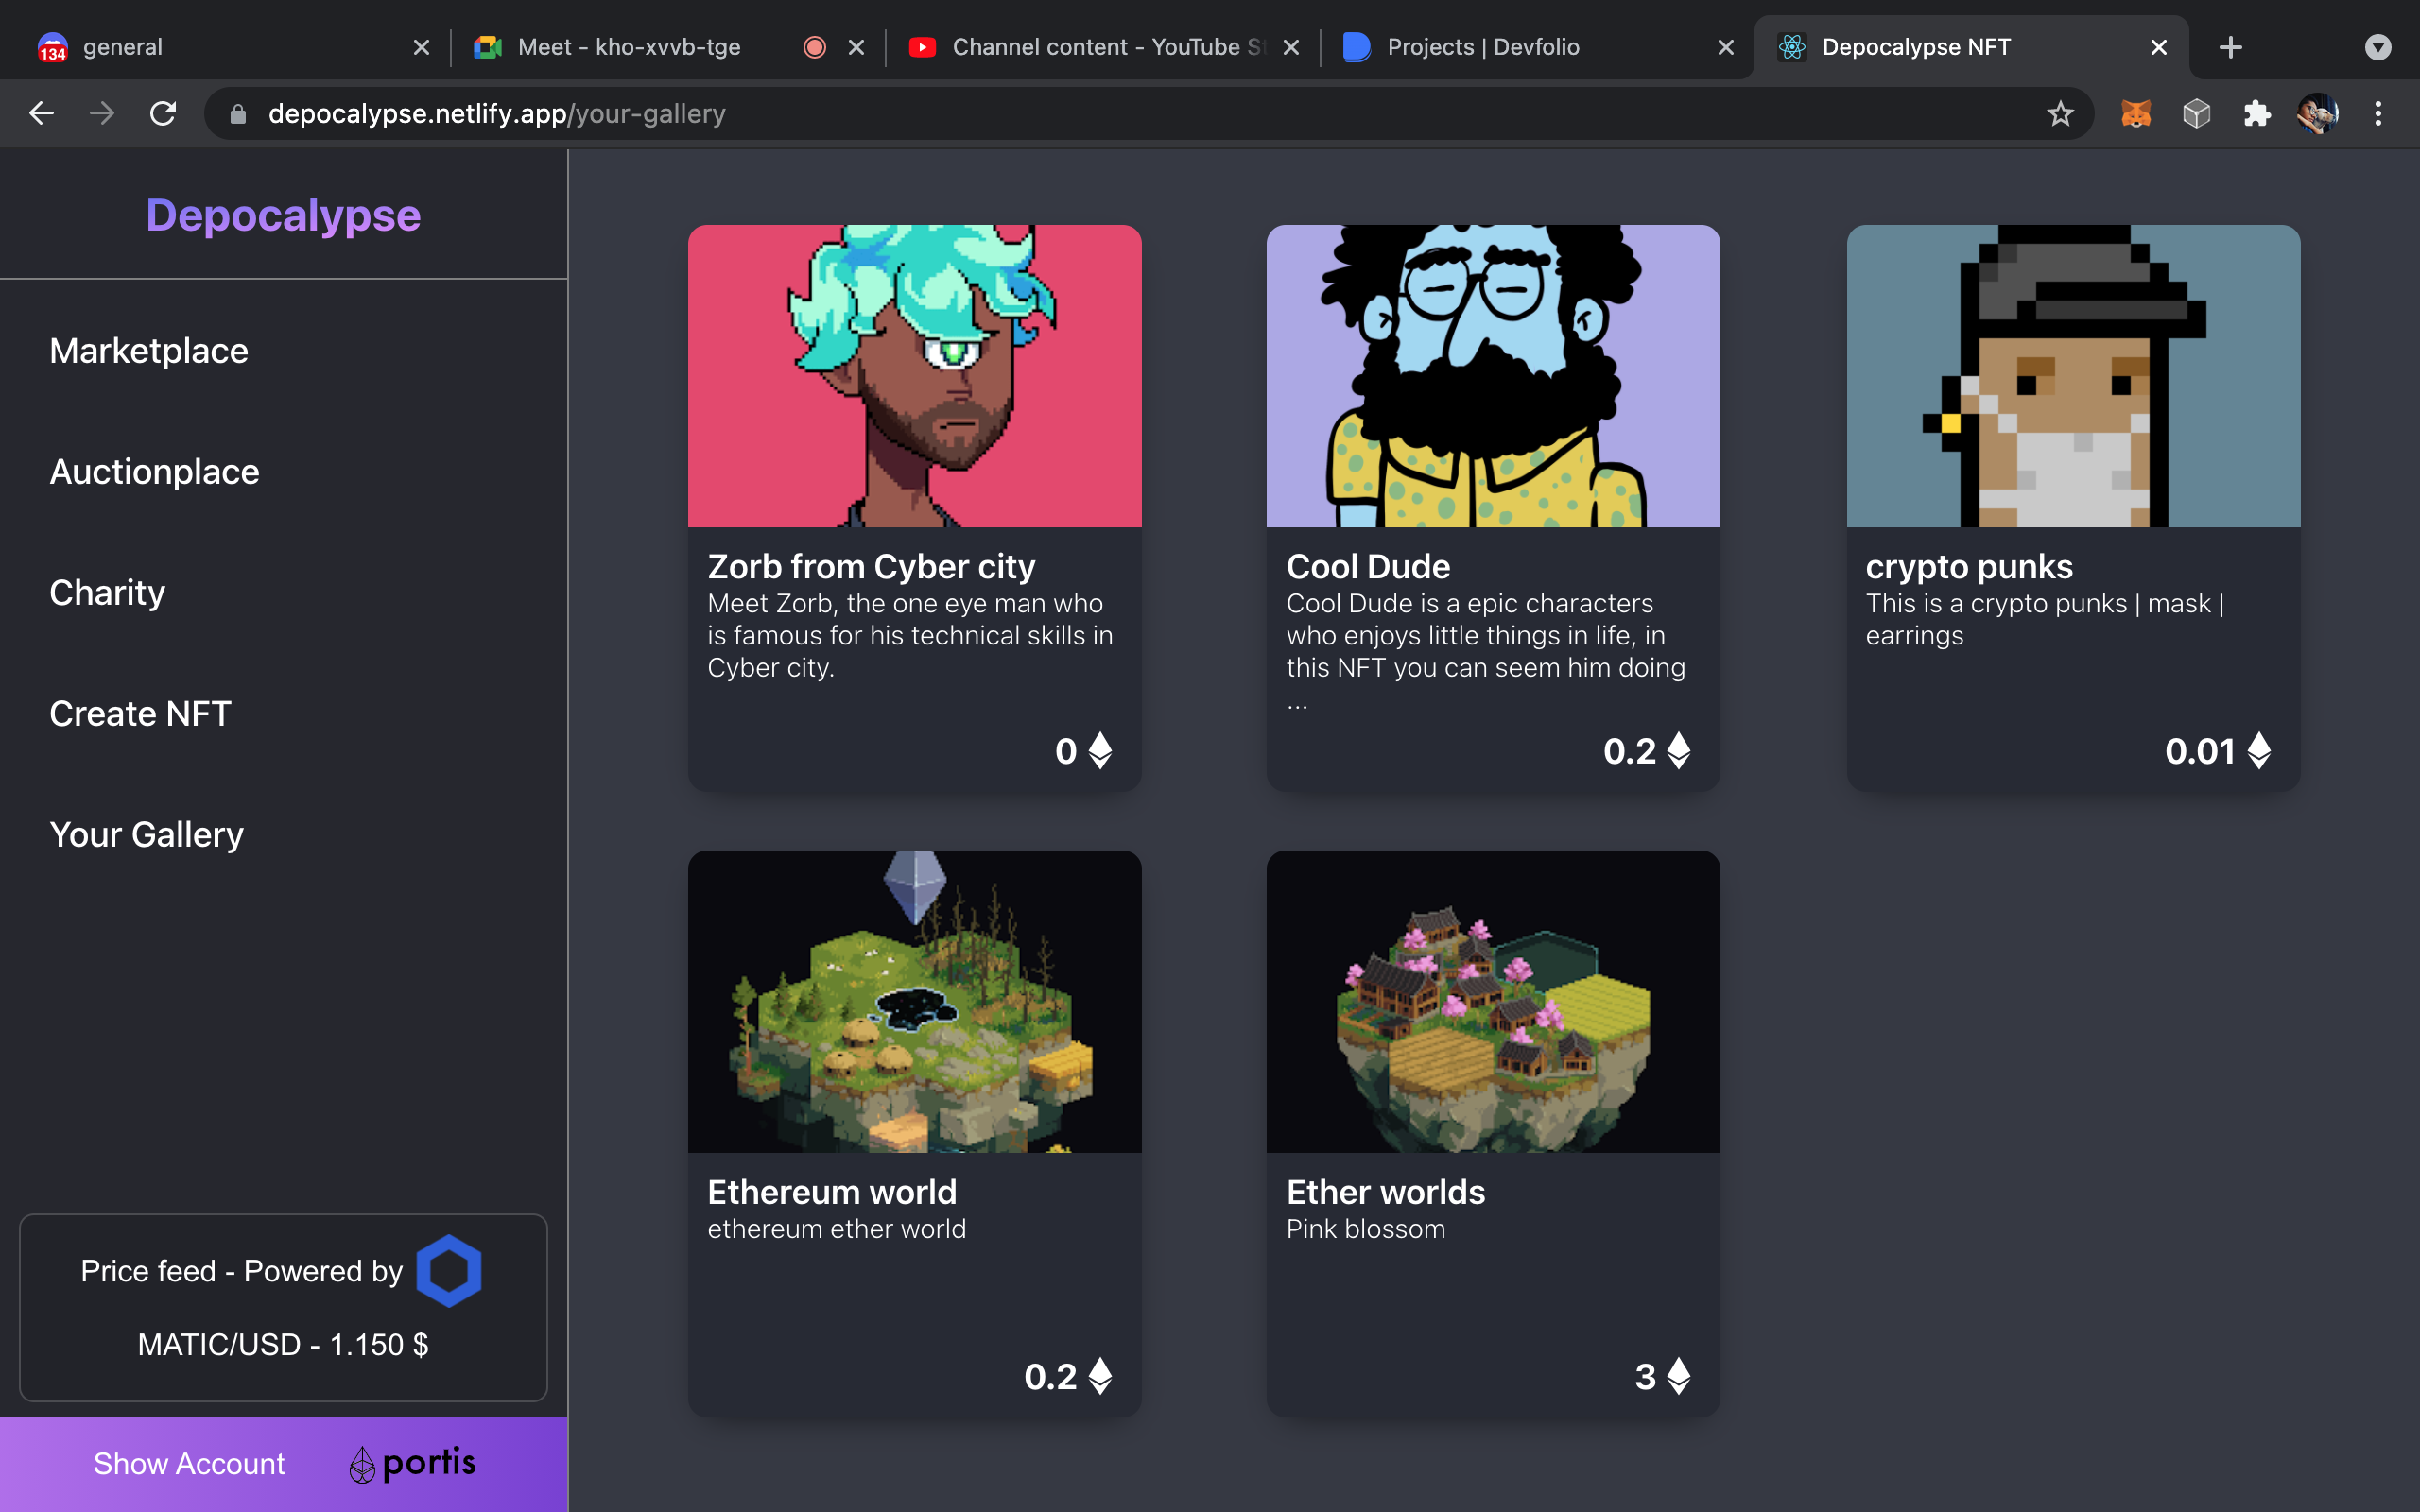 134 general
Meet - kho-xvvb-tge
Channel content - YouTube St
Projects | Devfolio
Depocalypse NFT
depocalypse.netlify.app/your-gallery
Depocalypse
Marketplace
Auctionplace
Charity
Create NFT
Your Gallery
Price feed - Powered by
MATIC/USD - 1.150 $
Show Account portis
Zorb from Cyber city
Meet Zorb, the one eye man who
is famous for his technical skills in
Cyber city.
0
Cool Dude
Cool Dude is a epic characters
who enjoys little things in life, in
this NFT you can seem him doing
...
0.2
crypto punks
This is a crypto punks | mask |
earrings
0.01
Ethereum world
ethereum ether world
0.2
Ether worlds
Pink blossom
3